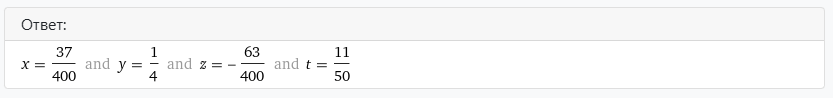 Ответ:
x = 37/400 and y = 1/4 and z = − 63/400 and t = 11/50